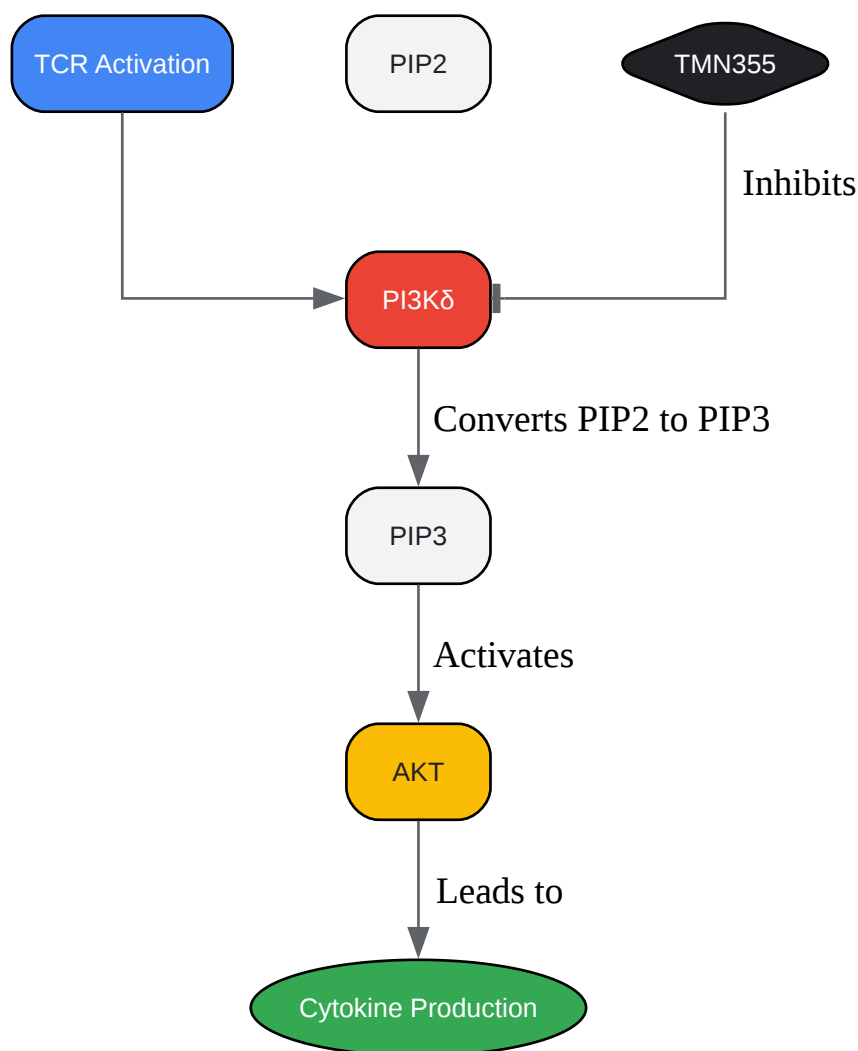 TCR Activation
PIP2
TMN355
Inhibits
PI3Kδ
Converts PIP2 to PIP3
PIP3
Activates
AKT
Leads to
Cytokine Production